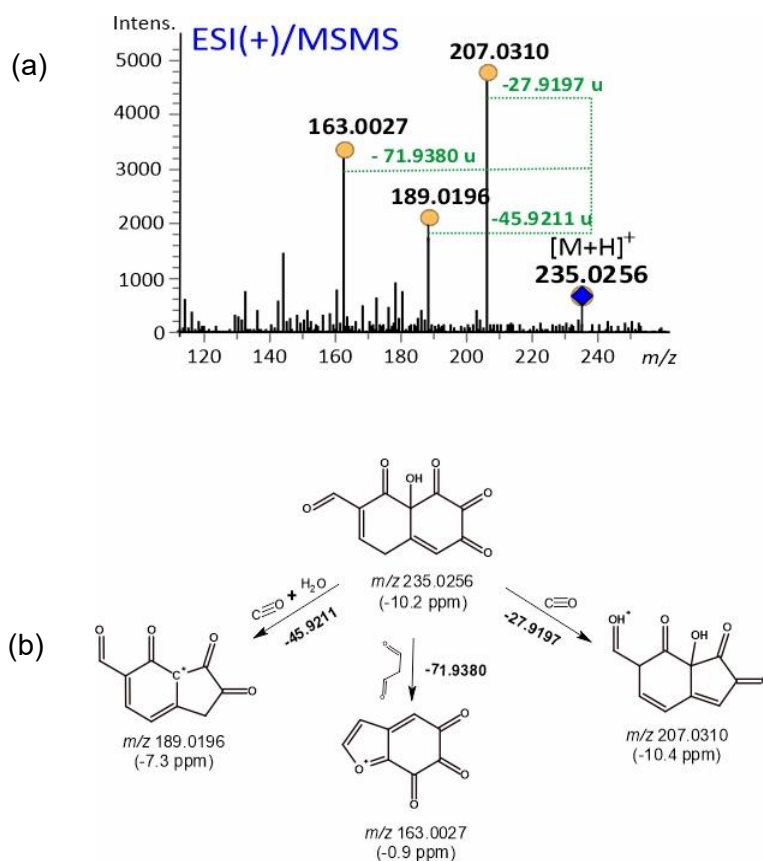 (a)
Intens.
ESI(+)/MSMS
5000
4000
3000
2000
1000
0
207.0310
-27.9197 u
163.0027
- 71.9380 u
189.0196
-45.9211 u
[M+H]+
235.0256
120 140 160 180 200 220 240 m/z
(b)
O O O
OH
O
O
O
m/z 235.0256
(-10.2 ppm)
C≡O + H2O
-45.9211
O
O
-71.9380
C≡O
-27.9197
O O O
C+
O
m/z 189.0196
(-7.3 ppm)
O
O
O+
O
O
m/z 163.0027
(-0.9 ppm)
OH+
O OH O
O
m/z 207.0310
(-10.4 ppm)